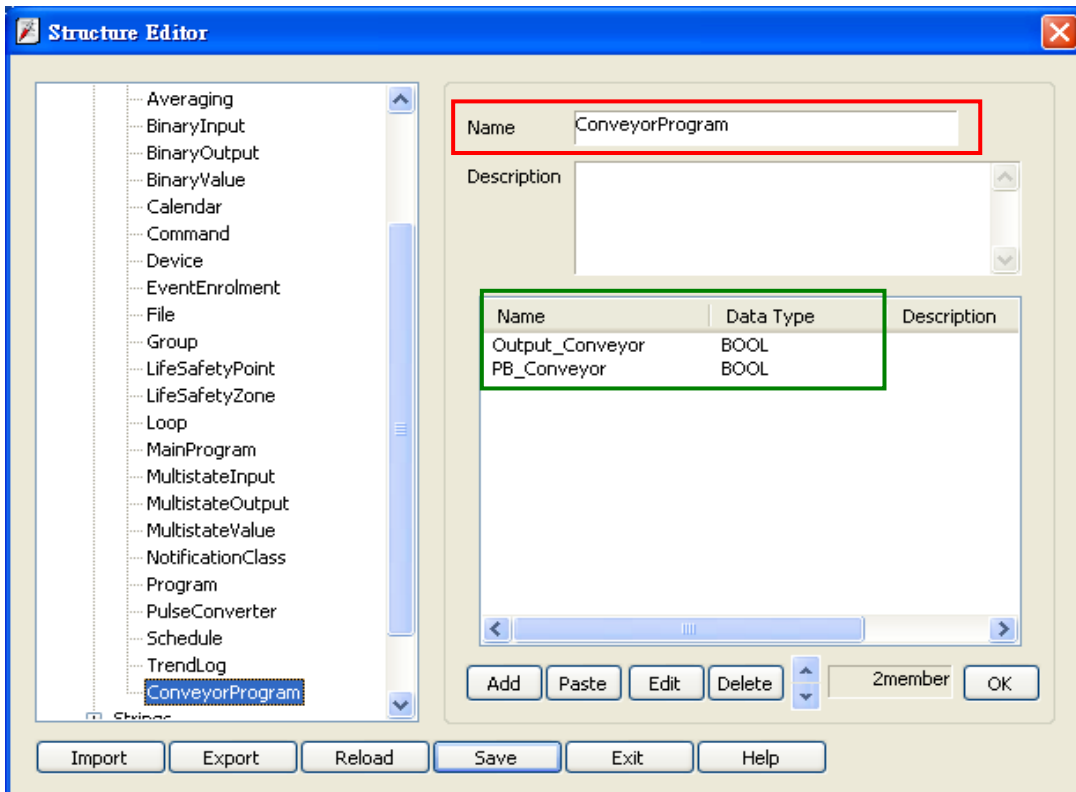 Structure Editor
Averaging
BinaryInput
BinaryOutput
BinaryValue
Calendar
Command
Device
EventEnrolment
File
Group
LifeSafetyPoint
LifeSafetyZone
Loop
MainProgram
MultistateInput
MultistateOutput
MultistateValue
NotificationClass
Program
PulseConverter
Schedule
TrendLog
ConveyorProgram
Strings
Name ConveyorProgram
Description
Name Data Type Description
Output_Conveyor BOOL
PB_Conveyor BOOL
Add Paste Edit Delete 2member OK
Import Export Reload Save Exit Help